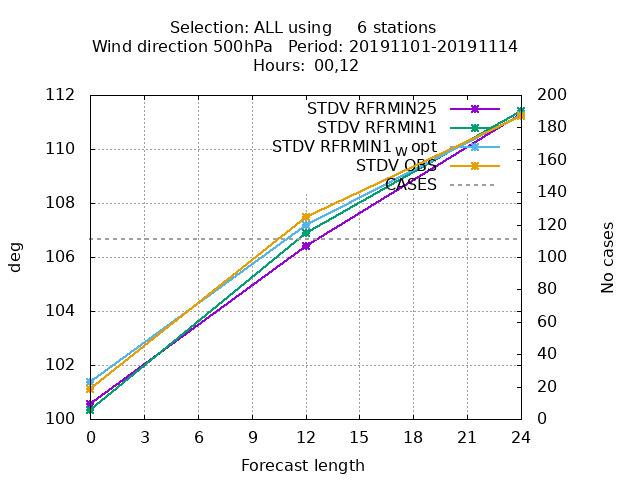 Selection: ALL using 6 stations
Wind direction 500hPa Period: 20191101-20191114
Hours: 00,12
STDV RFRMIN25
STDV RFRMIN1
STDV RFRMIN1Wopt
STDV OBS
CASES
112
110
108
106
104
102
100
deg
200
180
160
140
120
100
80
60
40
20
0
No cases
0 3 6 9 12 15 18 21 24
Forecast length